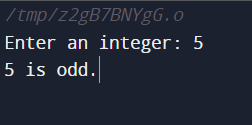 /tmp/z2gB7BNYgG.o
Enter an integer: 5
5 is odd.